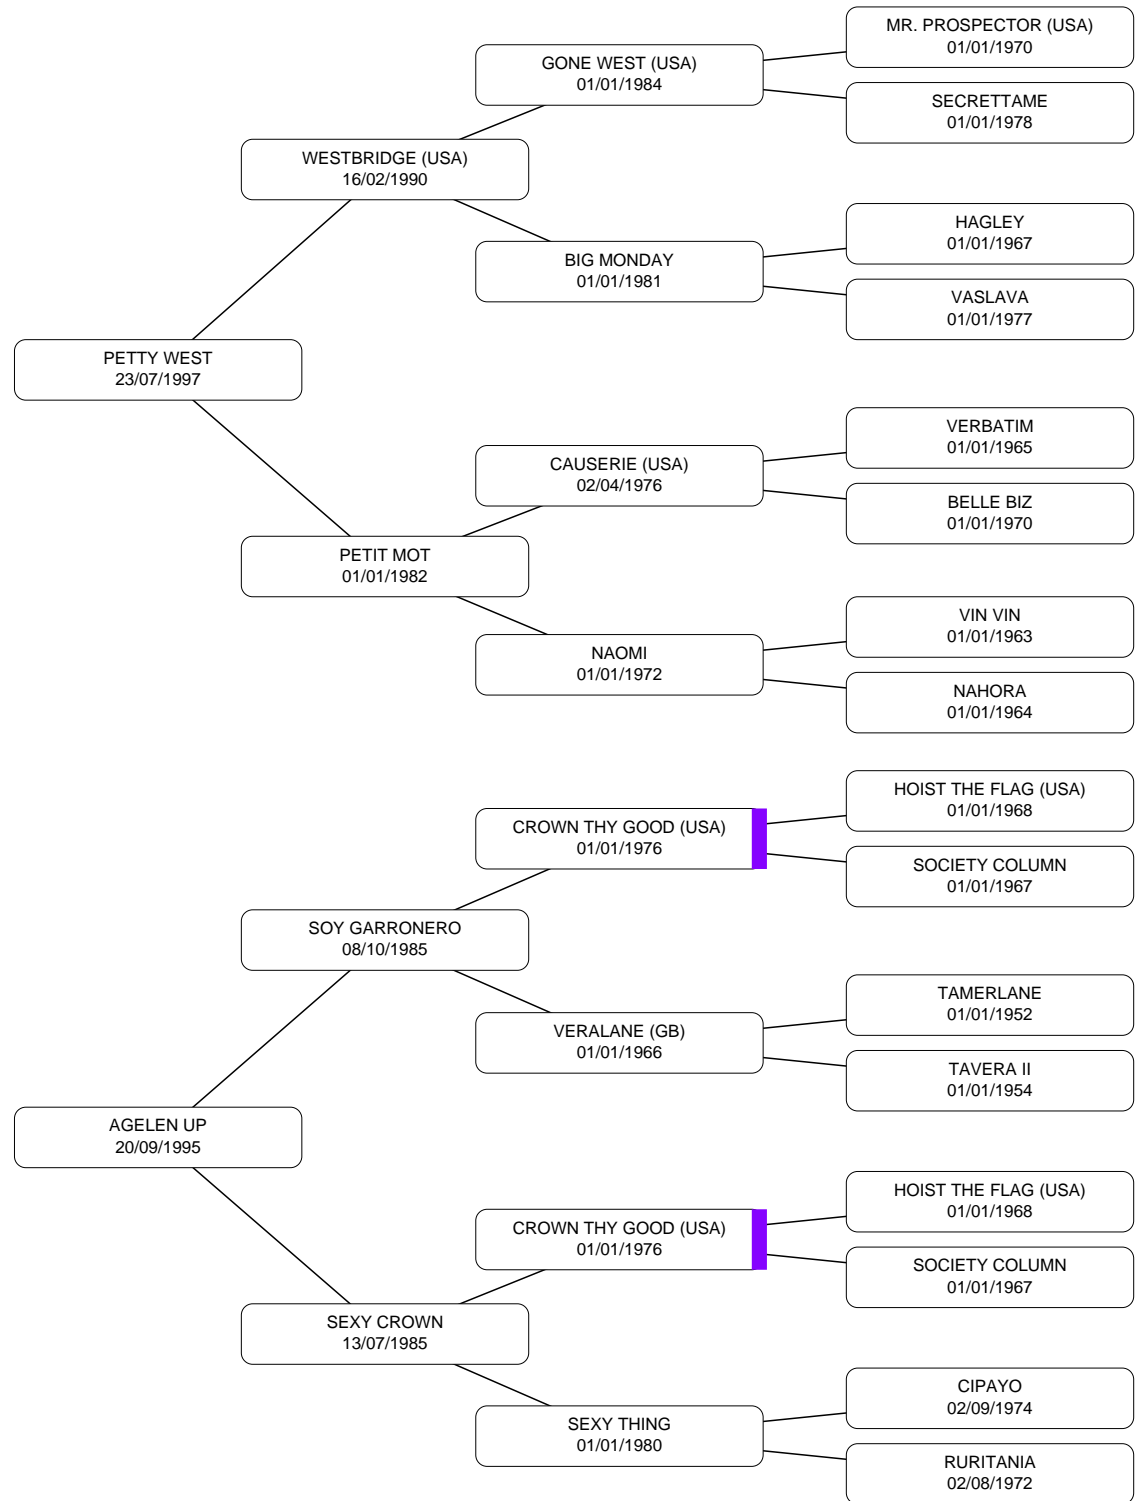 MR. PROSPECTOR (USA)
01/01/1970
GONE WEST (USA)
01/01/1984
SECRETTAME
01/01/1978
WESTBRIDGE (USA)
16/02/1990
HAGLEY
01/01/1967
BIG MONDAY
01/01/1981
VASLAVA
01/01/1977
PETTY WEST
23/07/1997
VERBATIM
01/01/1965
CAUSERIE (USA)
02/04/1976
BELLE BIZ
01/01/1970
PETIT MOT
01/01/1982
VIN VIN
01/01/1963
NAOMI
01/01/1972
NAHORA
01/01/1964
HOIST THE FLAG (USA)
01/01/1968
CROWN THY GOOD (USA)
01/01/1976
SOCIETY COLUMN
01/01/1967
SOY GARRONERO
08/10/1985
TAMERLANE
01/01/1952
VERALANE (GB)
01/01/1966
TAVERA II
01/01/1954
AGELEN UP
20/09/1995
HOIST THE FLAG (USA)
01/01/1968
CROWN THY GOOD (USA)
01/01/1976
SOCIETY COLUMN
01/01/1967
SEXY CROWN
13/07/1985
CIPAYO
02/09/1974
SEXY THING
01/01/1980
RURITANIA
02/08/1972